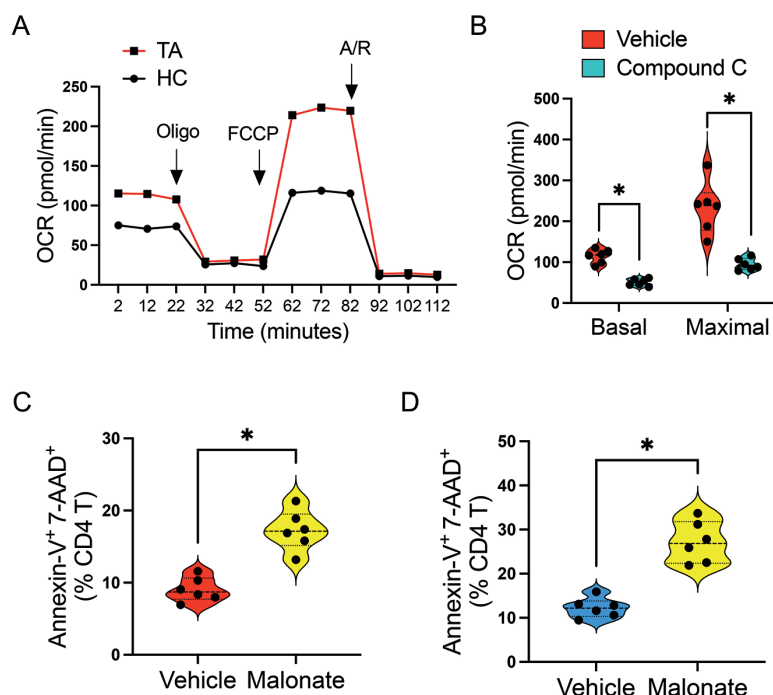 A
TA
HC
A/R
Oligo
FCCP
250
200
150
100
50
0
OCR (pmol/min)
2 12 22 32 42 52 62 72 82 92 102 112
Time (minutes)
B
Vehicle
Compound C
500
400
300
200
100
0
OCR (pmol/min)
*
*
Basal Maximal
C
30
20
10
0
Annexin-V⁺ 7-AAD⁺
(% CD4 T)
*
Vehicle Malonate
D
50
40
30
20
10
0
Annexin-V⁺ 7-AAD⁺
(% CD4 T)
*
Vehicle Malonate